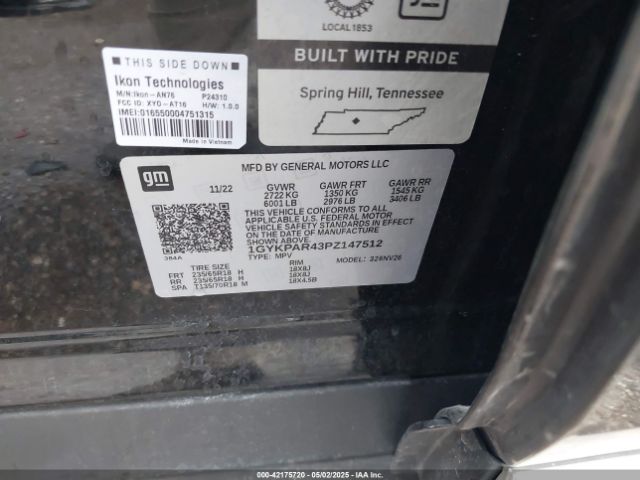 LOCAL 1853
gm
BUILT WITH PRIDE
Spring Hill, Tennessee
THIS SIDE DOWN
Ikon Technologies
M/N:Ikon-AN76 P24310
FCC ID: XYO-AT16 H/W: 1.0.0
IMEI:016550004751315
Made in Vietnam
gm
MFD BY GENERAL MOTORS LLC
11/22 GVWR GAWR FRT GAWR RR
2722 KG 1350 KG 1545 KG
6001 LB 2976 LB 3406 LB
THIS VEHICLE CONFORMS TO ALL
APPLICABLE U.S. FEDERAL MOTOR
VEHICLE SAFETY STANDARDS IN EFFECT
ON THE DATE OF MANUFACTURE
SHOWN ABOVE
1GYKPAR43PZ147512
TYPE: MPV MODEL: 326NV26
384A
TIRE SIZE RIM
FRT 235/65R18 H 18X8J
RR 235/65R18 H 18X8J
SPA T135/70R18 M 18X4.5B
000-42175720 - 05/02/2025 - IAAI